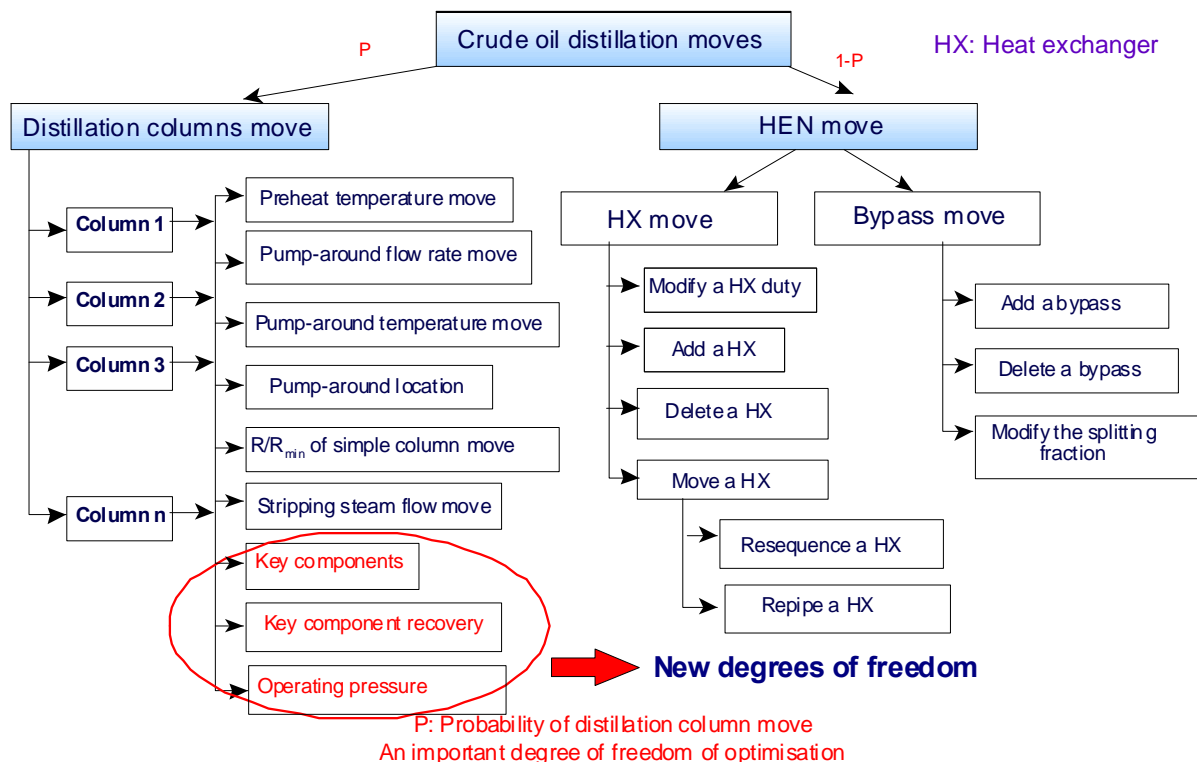 Crude oil distillation moves
HX: Heat exchanger
P
1-P
Distillation columns move
HEN move
Column 1
Column 2
Column 3
Column n
Preheat temperature move
Pump-around flow rate move
Pump-around temperature move
Pump-around location
R/Rmin of simple column move
Stripping steam flow move
Key components
Key component recovery
Operating pressure
HX move
Modify a HX duty
Add a HX
Delete a HX
Move a HX
Resequence a HX
Repipe a HX
Bypass move
Add a bypass
Delete a bypass
Modify the splitting
fraction
New degrees of freedom
P: Probability of distillation column move
An important degree of freedom of optimisation